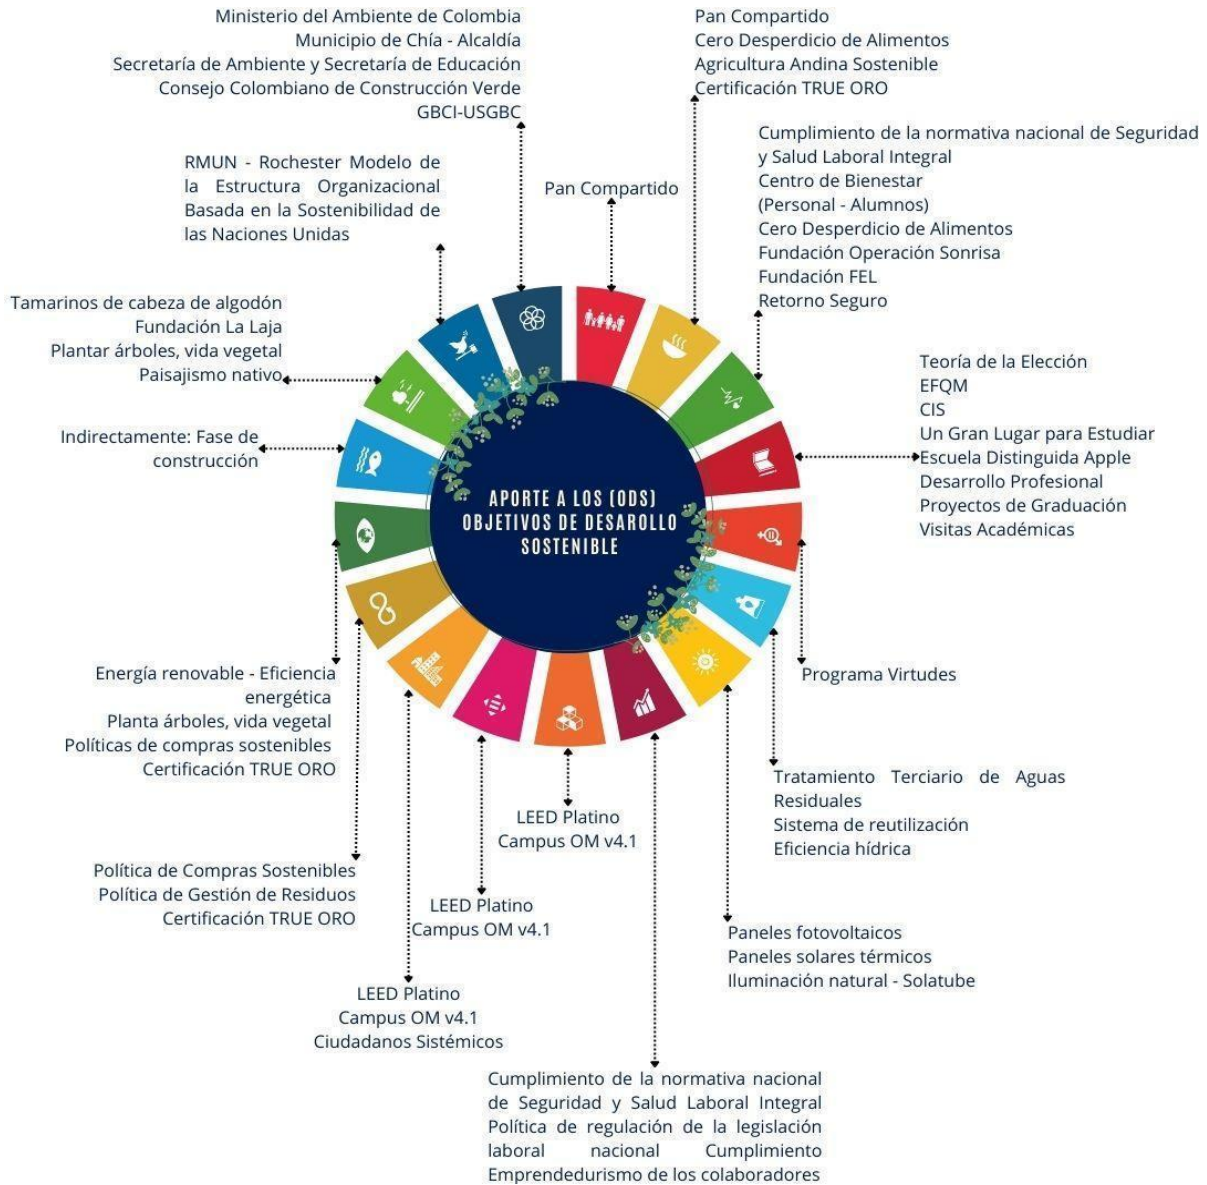 Ministerio del Ambiente de Colombia
Municipio de Chía - Alcaldía
Secretaría de Ambiente y Secretaría de Educación
Consejo Colombiano de Construcción Verde
GBCI-USGBC
Pan Compartido
Cero Desperdicio de Alimentos
Agricultura Andina Sostenible
Certificación TRUE ORO
RMUN - Rochester Modelo de
la Estructura Organizacional
Basada en la Sostenibilidad de
las Naciones Unidas
Pan Compartido
Cumplimiento de la normativa nacional de Seguridad
y Salud Laboral Integral
Centro de Bienestar
(Personal - Alumnos)
Cero Desperdicio de Alimentos
Fundación Operación Sonrisa
Fundación FEL
Retorno Seguro
Tamarinos de cabeza de algodón
Fundación La Laja
Plantar árboles, vida vegetal
Paisajismo nativo
Teoría de la Elección
EFQM
CIS
Un Gran Lugar para Estudiar
Escuela Distinguida Apple
Desarrollo Profesional
Proyectos de Graduación
Visitas Académicas
Indirectamente: Fase de
construcción
APORTE A LOS (ODS)
OBJETIVOS DE DESAROLLO
SOSTENIBLE
Energía renovable - Eficiencia
energética
Planta árboles, vida vegetal
Políticas de compras sostenibles
Certificación TRUE ORO
Programa Virtudes
Tratamiento Terciario de Aguas
Residuales
Sistema de reutilización
Eficiencia hídrica
LEED Platino
Campus OM v4.1
Política de Compras Sostenibles
Política de Gestión de Residuos
Certificación TRUE ORO
LEED Platino
Campus OM v4.1
Paneles fotovoltaicos
Paneles solares térmicos
Iluminación natural - Solatube
LEED Platino
Campus OM v4.1
Ciudadanos Sistémicos
Cumplimiento de la normativa nacional
de Seguridad y Salud Laboral Integral
Política de regulación de la legislación
laboral nacional Cumplimiento
Emprendedurismo de los colaboradores